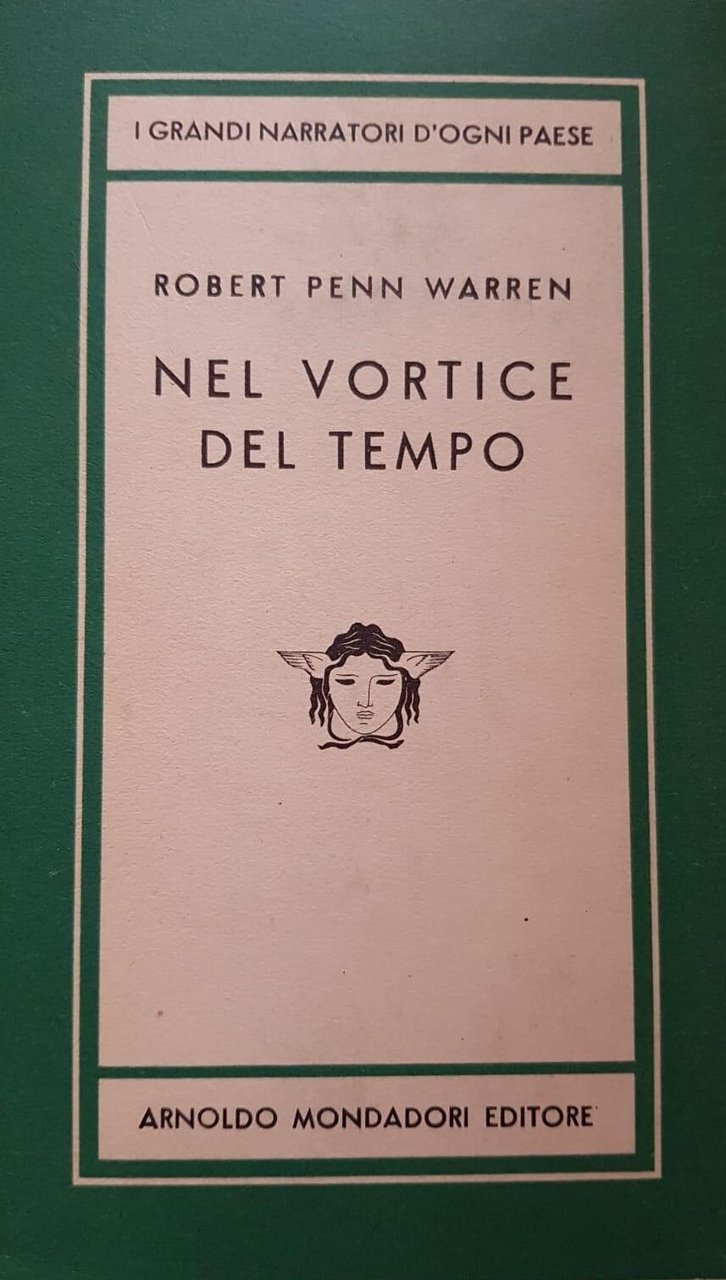 I GRANDI NARRATORI D'OGNI PAESE
ROBERT PENN WARREN
NEL VORTICE
DEL TEMPO
ARNOLDO MONDADORI EDITORE